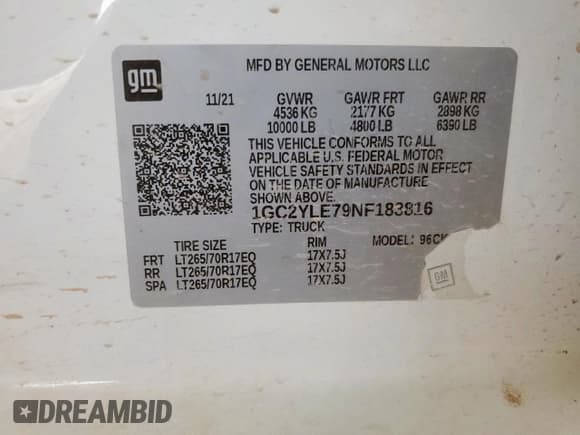 gm
MFD BY GENERAL MOTORS LLC
11/21 GVWR GAWR FRT GAWR RR
4536 KG 2177 KG 2898 KG
10000 LB 4800 LB 6390 LB
THIS VEHICLE CONFORMS TO ALL
APPLICABLE U.S. FEDERAL MOTOR
VEHICLE SAFETY STANDARDS IN
EFFECT ON THE DATE OF MANUFACTURE
SHOWN ABOVE.
1GC2YLE79NF183816
TYPE: TRUCK MODEL: 96CK
TIRE SIZE RIM
FRT LT265/70R17EQ 17X7.5J
RR LT265/70R17EQ 17X7.5J
SPA LT265/70R17EQ 17X7.5J
GM
DREAMBID